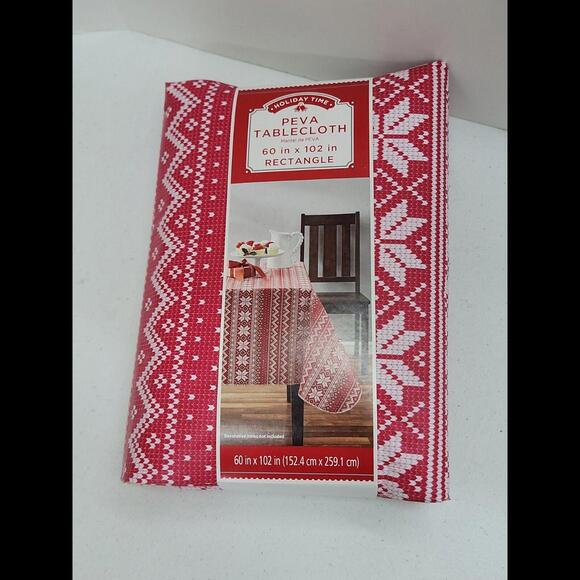 HOLIDAY TIME
PEVA
TABLECLOTH
Mantel de PEVA
60 in x 102 in
RECTANGLE
Decorative items not included
60 in x 102 in (152.4 cm x 259.1 cm)